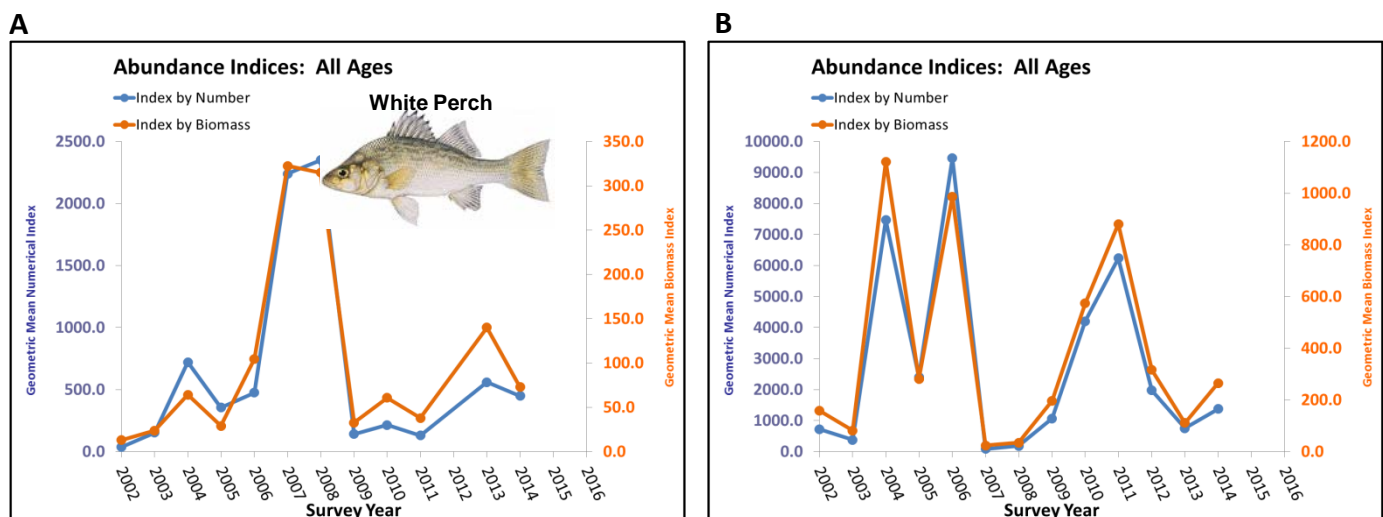 A
Abundance Indices: All Ages
Index by Number
Index by Biomass
White Perch
Geometric Mean Numerical Index
2500.0
2000.0
1500.0
1000.0
500.0
0.0
350.0
300.0
250.0
200.0
150.0
100.0
50.0
0.0
Geometric Mean Biomass Index
2002 2003 2004 2005 2006 2007 2008 2009 2010 2011 2012 2013 2014 2015 2016
Survey Year
B
Abundance Indices: All Ages
Index by Number
Index by Biomass
Geometric Mean Numerical Index
10000.0
9000.0
8000.0
7000.0
6000.0
5000.0
4000.0
3000.0
2000.0
1000.0
0.0
1200.0
1000.0
800.0
600.0
400.0
200.0
0.0
Geometric Mean Biomass Index
2002 2003 2004 2005 2006 2007 2008 2009 2010 2011 2012 2013 2014 2015 2016
Survey Year